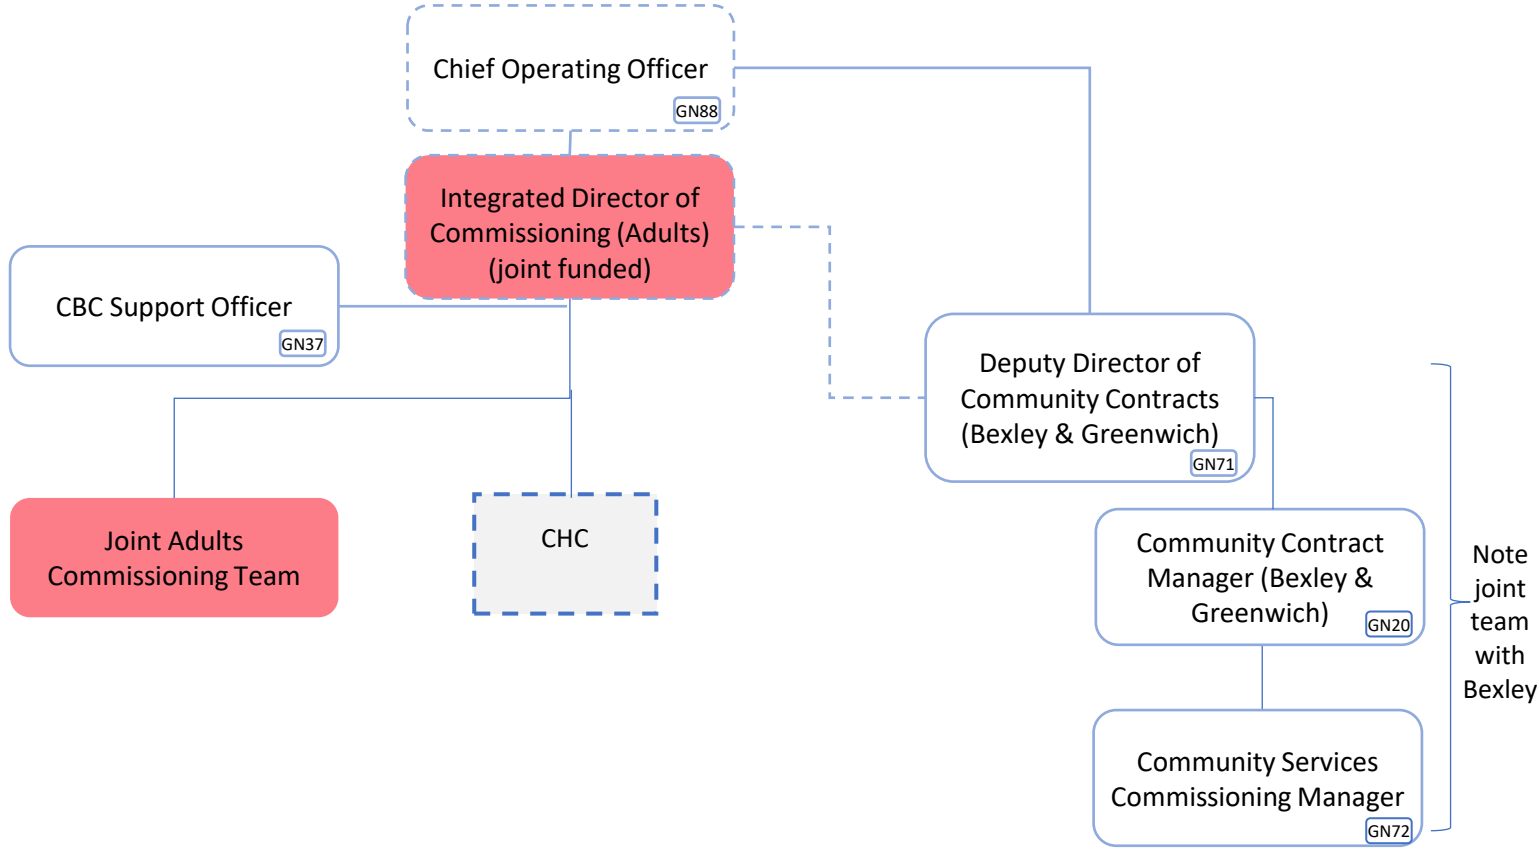 Chief Operating Officer
GN88
Integrated Director of
Commissioning (Adults)
(joint funded)
CBC Support Officer
GN37
Deputy Director of
Community Contracts
(Bexley & Greenwich)
GN71
Joint Adults
Commissioning Team
CHC
Community Contract
Manager (Bexley &
Greenwich)
GN20
Note
joint
team
with
Bexley
Community Services
Commissioning Manager
GN72